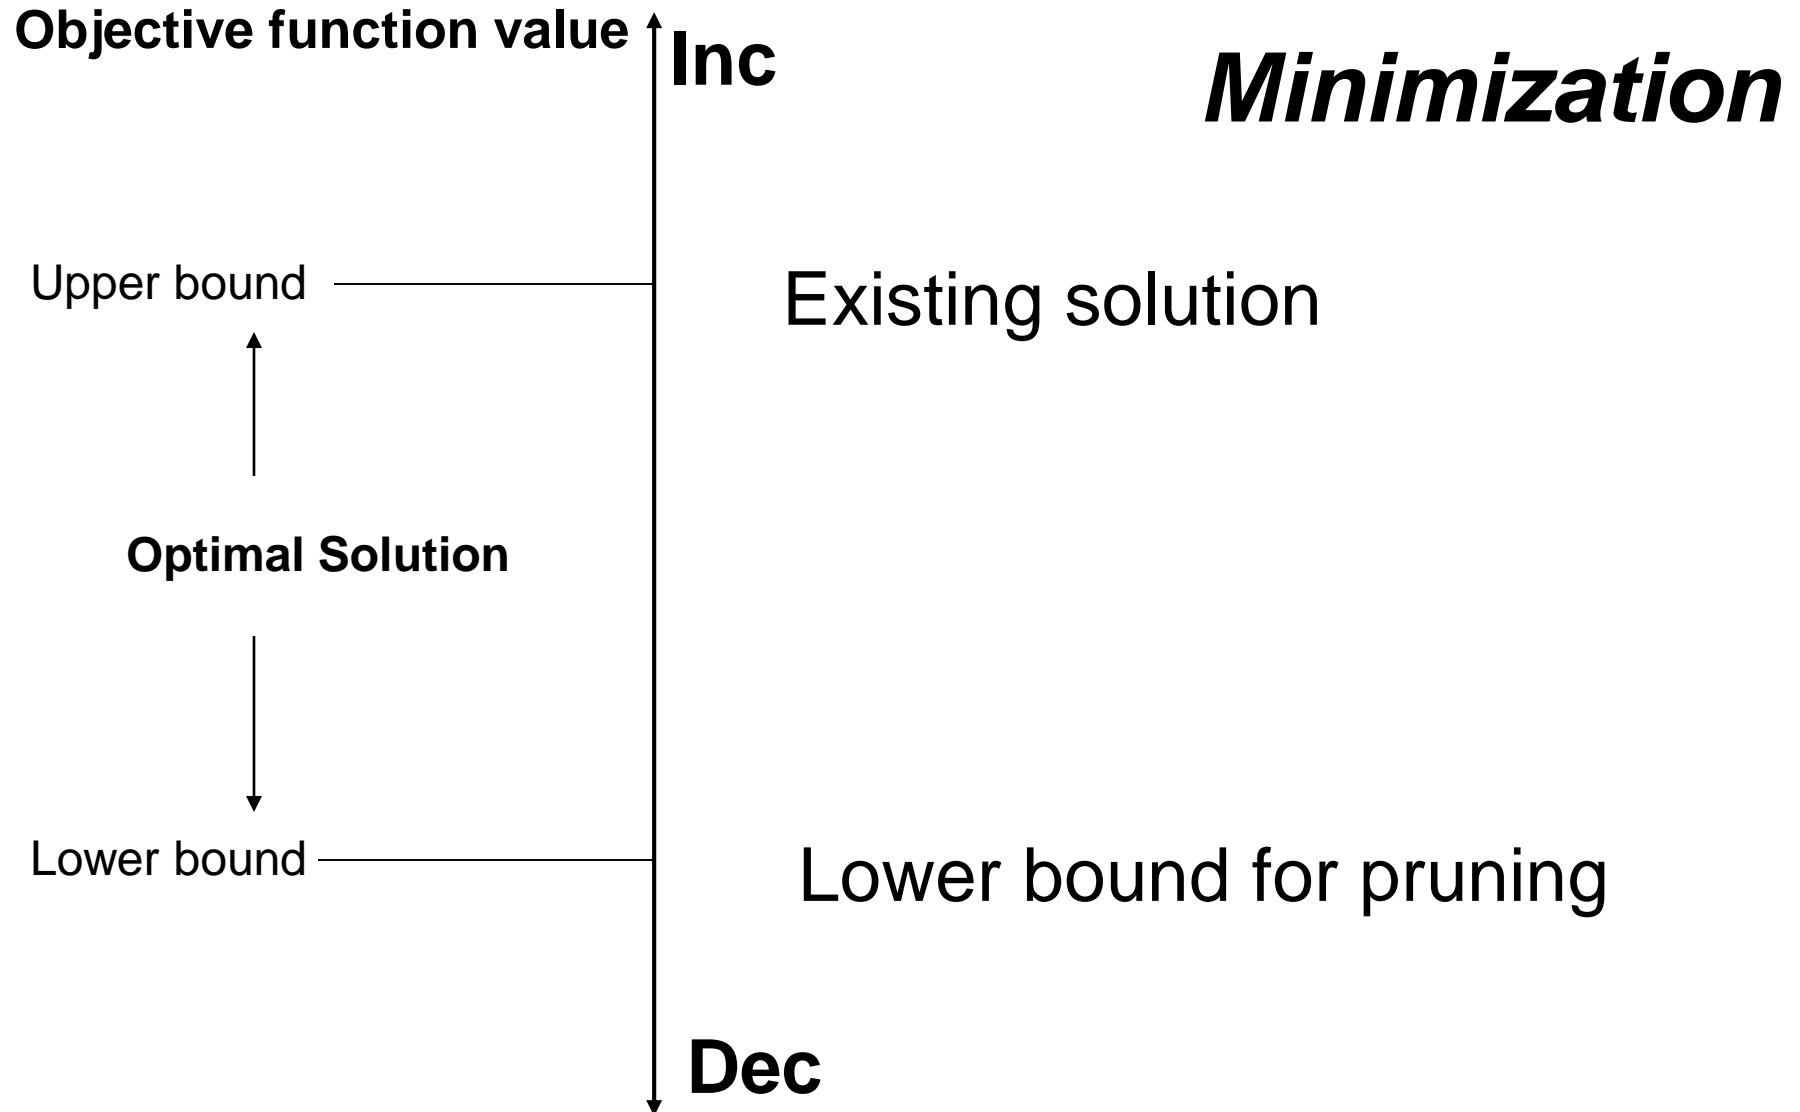 Objective function value
Inc
Minimization
Upper bound
Existing solution
Optimal Solution
Lower bound
Lower bound for pruning
Dec